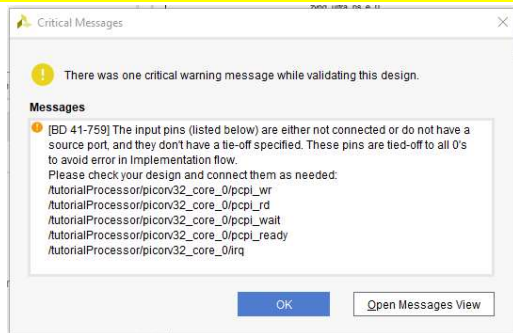 Critical Messages
There was one critical warning message while validating this design.
Messages
[BD 41-759] The input pins (listed below) are either not connected or do not have a
source port, and they don't have a tie-off specified. These pins are tied-off to all 0's
to avoid error in Implementation flow.
Please check your design and connect them as needed:
/tutorialProcessor/picorv32_core_0/pcpi_wr
/tutorialProcessor/picorv32_core_0/pcpi_rd
/tutorialProcessor/picorv32_core_0/pcpi_wait
/tutorialProcessor/picorv32_core_0/pcpi_ready
/tutorialProcessor/picorv32_core_0/irq
OK
Open Messages View